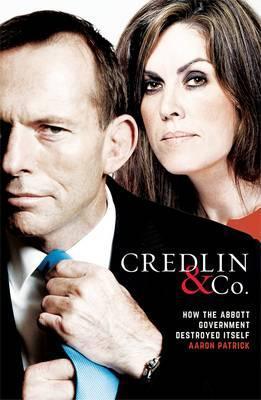 CREDLIN
& Co.
HOW THE ABBOTT
GOVERNMENT
DESTROYED ITSELF
AARON PATRICK